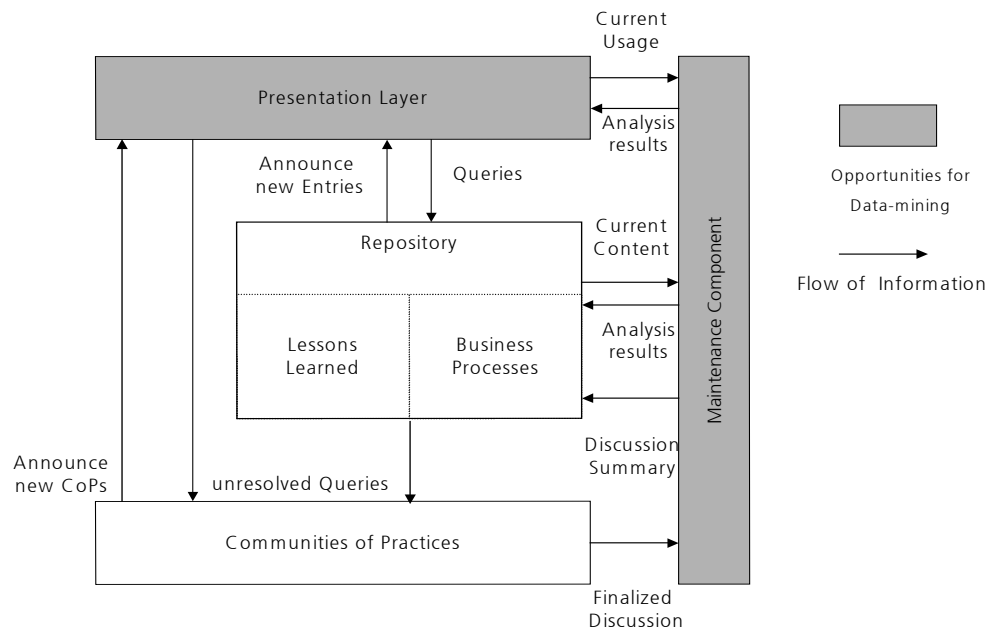 Current
Usage
Presentation Layer
Analysis
results
Announce
new Entries
Queries
Opportunities for
Data-mining
Repository
Current
Content
Flow of Information
Lessons
Learned
Business
Processes
Analysis
results
Maintenance Component
Discussion
Summary
Announce
new CoPs
unresolved Queries
Communities of Practices
Finalized
Discussion